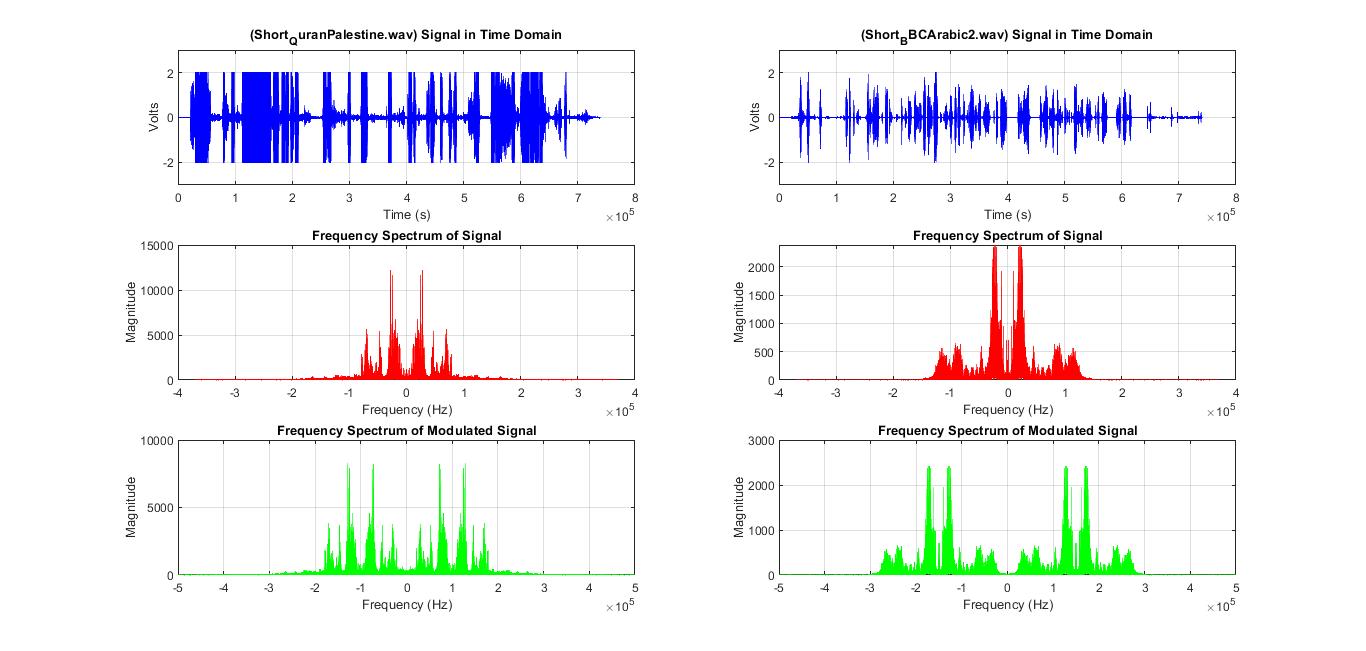 (Short_QuranPalestine.wav) Signal in Time Domain
2
0
-2
Volts
0 1 2 3 4 5 6 7 8
Time (s)
×10^5
Frequency Spectrum of Signal
15000
10000
5000
0
Magnitude
-4 -3 -2 -1 0 1 2 3 4
Frequency (Hz)
×10^5
Frequency Spectrum of Modulated Signal
10000
5000
0
Magnitude
-5 -4 -3 -2 -1 0 1 2 3 4 5
Frequency (Hz)
×10^5
(Short_BBCArabic2.wav) Signal in Time Domain
2
0
-2
Volts
0 1 2 3 4 5 6 7 8
Time (s)
×10^5
Frequency Spectrum of Signal
2000
1500
1000
500
0
Magnitude
-4 -3 -2 -1 0 1 2 3 4
Frequency (Hz)
×10^5
Frequency Spectrum of Modulated Signal
3000
2000
1000
0
Magnitude
-5 -4 -3 -2 -1 0 1 2 3 4 5
Frequency (Hz)
×10^5